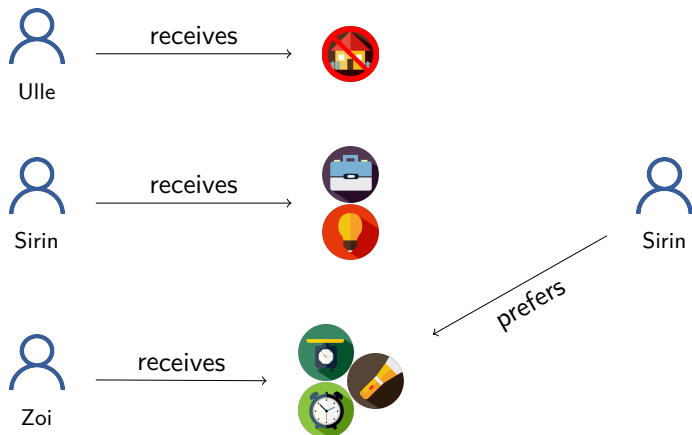 receives
Ulle
receives
Sirin
Sirin
prefers
receives
Zoi